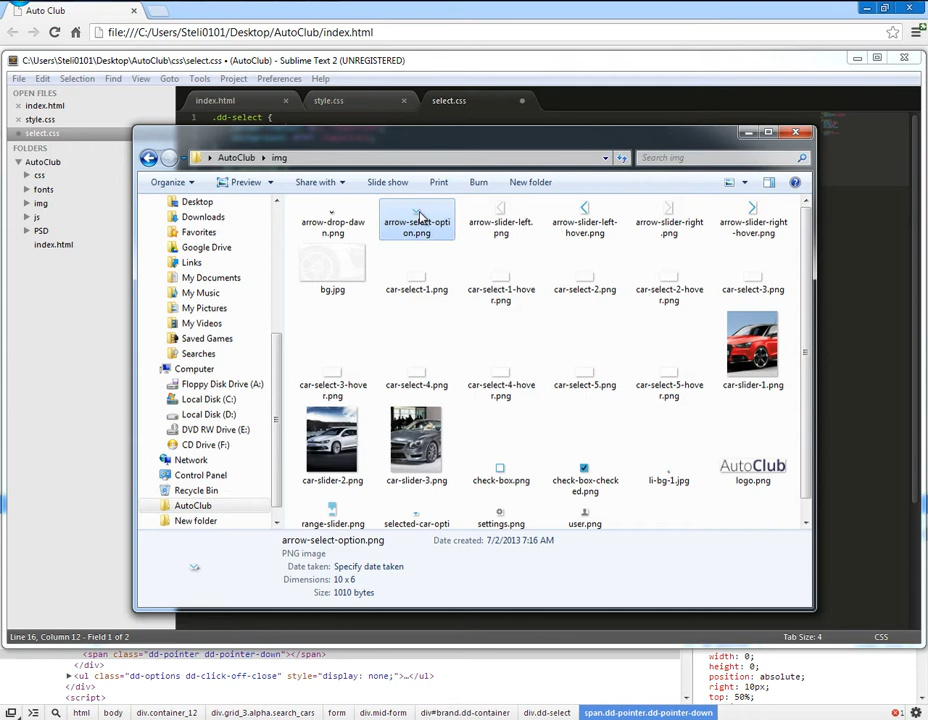 Auto Club
file:///C:/Users/Steli0101/Desktop/AutoClub/index.html
C:\Users\Steli0101\Desktop\AutoClub\css\select.css • (AutoClub) - Sublime Text 2 (UNREGISTERED)
File Edit Selection Find View Goto Tools Project Preferences Help
OPEN FILES
index.html
style.css
select.css
FOLDERS
AutoClub
css
fonts
img
js
PSD
index.html
index.html style.css select.css
1 .dd-select {
AutoClub img Search img
Organize Preview Share with Slide show Print Burn New folder
Desktop
Downloads
Favorites
Google Drive
Links
My Documents
My Music
My Pictures
My Videos
Saved Games
Searches
Computer
Floppy Disk Drive (A:)
Local Disk (C:)
Local Disk (D:)
DVD RW Drive (E:)
CD Drive (F:)
Network
Control Panel
Recycle Bin
AutoClub
New folder
arrow-drop-daw
n.png
arrow-select-opti
on.png
arrow-slider-left.
png
arrow-slider-left-
hover.png
arrow-slider-right
.png
arrow-slider-right
-hover.png
bg.jpg
car-select-1.png
car-select-1-hove
r.png
car-select-2.png
car-select-2-hove
r.png
car-select-3.png
car-select-3-hove
r.png
car-select-4.png
car-select-4-hove
r.png
car-select-5.png
car-select-5-hove
r.png
car-slider-1.png
car-slider-2.png
car-slider-3.png
check-box.png
check-box-check
ed.png
li-bg-1.jpg
AutoClub
logo.png
range-slider.png
selected-car-opti
settings.png
user.png
arrow-select-option.png Date created: 7/2/2013 7:16 AM
PNG image
Date taken: Specify date taken
Dimensions: 10 x 6
Size: 1010 bytes
Line 16, Column 12 - Field 1 of 2 Tab Size: 4 CSS
<span class="dd-pointer dd-pointer-down"></span>
</div>
<ul class="dd-options dd-click-off-close" style="display: none;">…</ul>
</div>
<script>
width: 0;
height: 0;
position: absolute;
right: 10px;
top: 50%;
html body div.container_12 div.grid_3.alpha.search_cars form div.mid-form div#brand.dd-container div.dd-select span.dd-pointer.dd-pointer-down 1